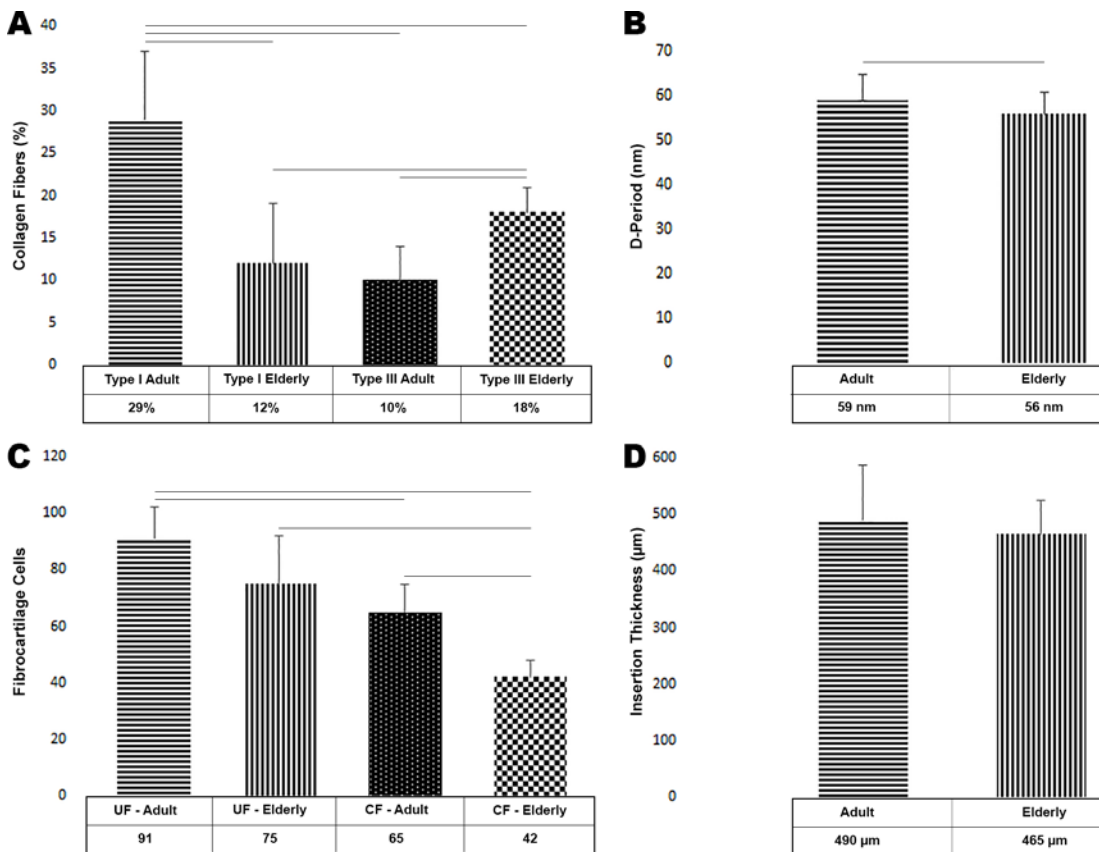 A
Collagen Fibers (%)
40
35
30
25
20
15
10
5
0
Type I Adult Type I Elderly Type III Adult Type III Elderly
29% 12% 10% 18%
B
D-Period (nm)
70
60
50
40
30
20
10
0
Adult Elderly
59 nm 56 nm
C
Fibrocartilage Cells
120
100
80
60
40
20
0
UF - Adult UF - Elderly CF - Adult CF - Elderly
91 75 65 42
D
Insertion Thickness (µm)
600
500
400
300
200
100
0
Adult Elderly
490 µm 465 µm